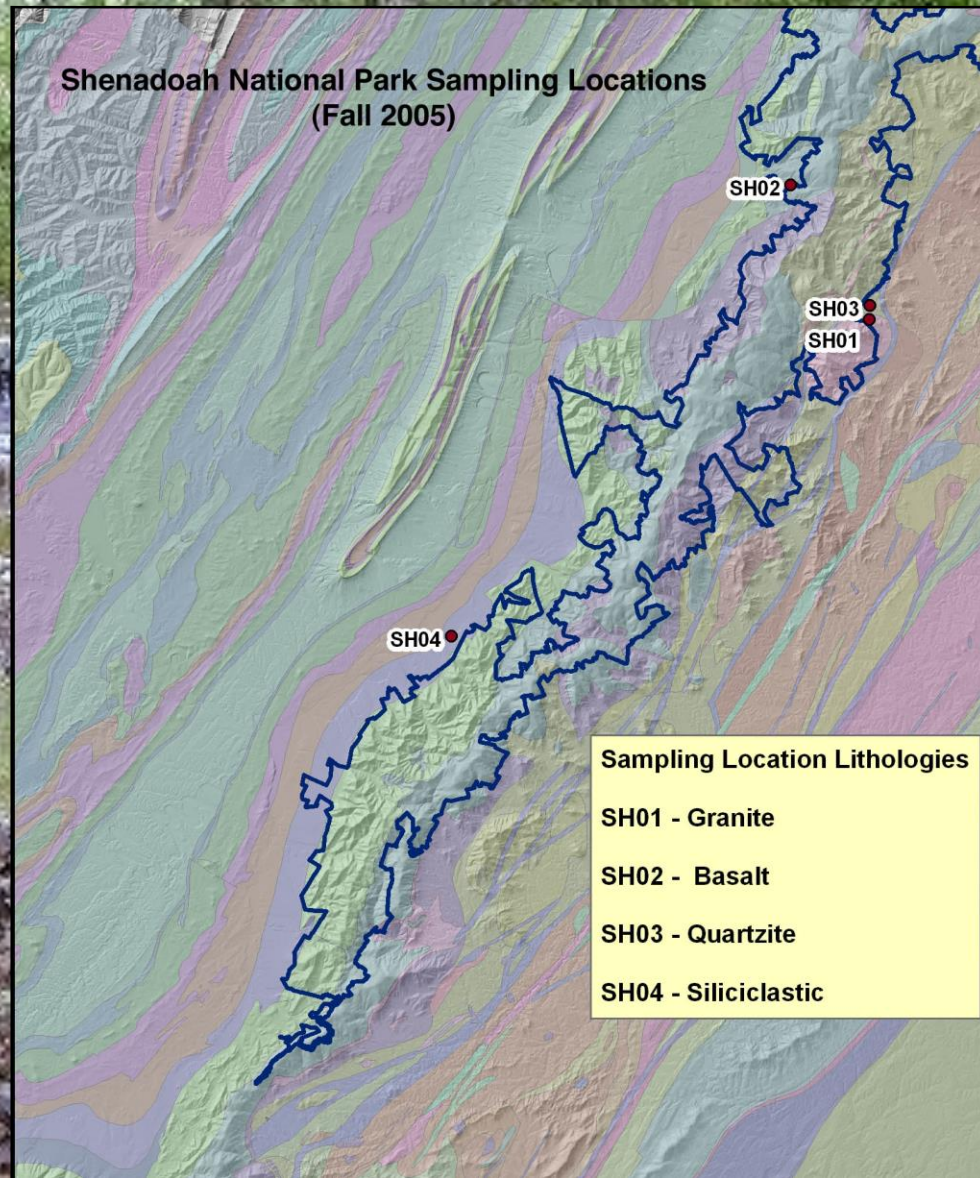 Shenadoah National Park Sampling Locations
(Fall 2005)
SH02
SH03
SH01
SH04
Sampling Location Lithologies
SH01 - Granite
SH02 - Basalt
SH03 - Quartzite
SH04 - Siliciclastic